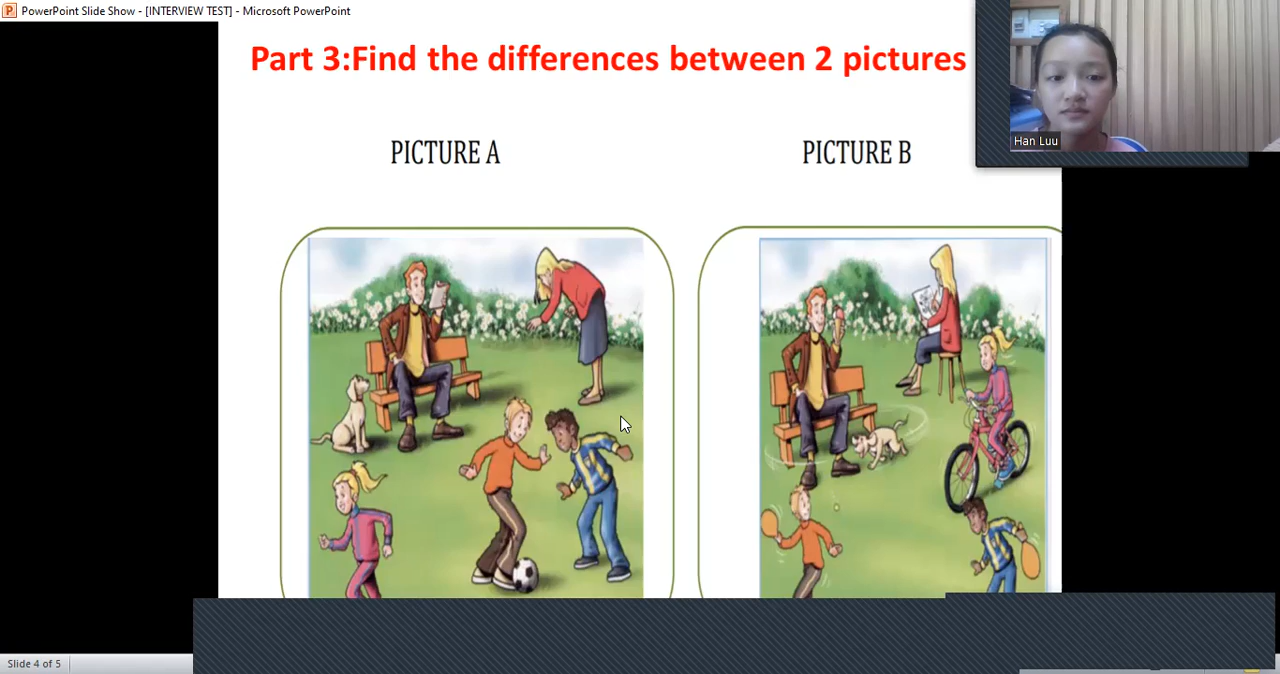 PowerPoint Slide Show - [INTERVIEW TEST] - Microsoft PowerPoint
Part 3:Find the differences between 2 pictures
Han Luu
PICTURE A
PICTURE B
Slide 4 of 5